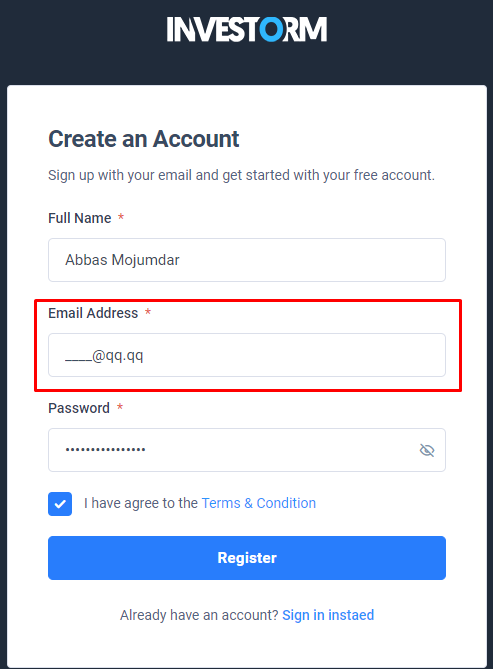 INVESTORM
Create an Account
Sign up with your email and get started with your free account.
Full Name *
Abbas Mojumdar
Email Address *
____@qq.qq
Password *
••••••••••••••••
I have agree to the Terms & Condition
Register
Already have an account? Sign in instaed